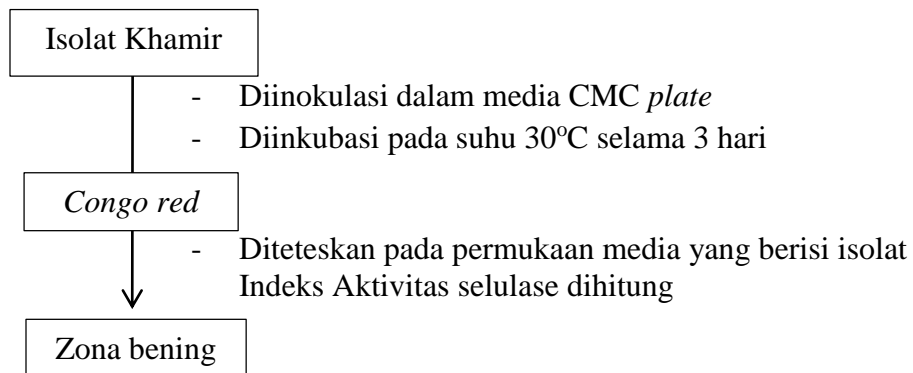 Isolat Khamir
- Diinokulasi dalam media CMC plate
- Diinkubasi pada suhu 30°C selama 3 hari
Congo red
- Diteteskan pada permukaan media yang berisi isolat
Indeks Aktivitas selulase dihitung
Zona bening